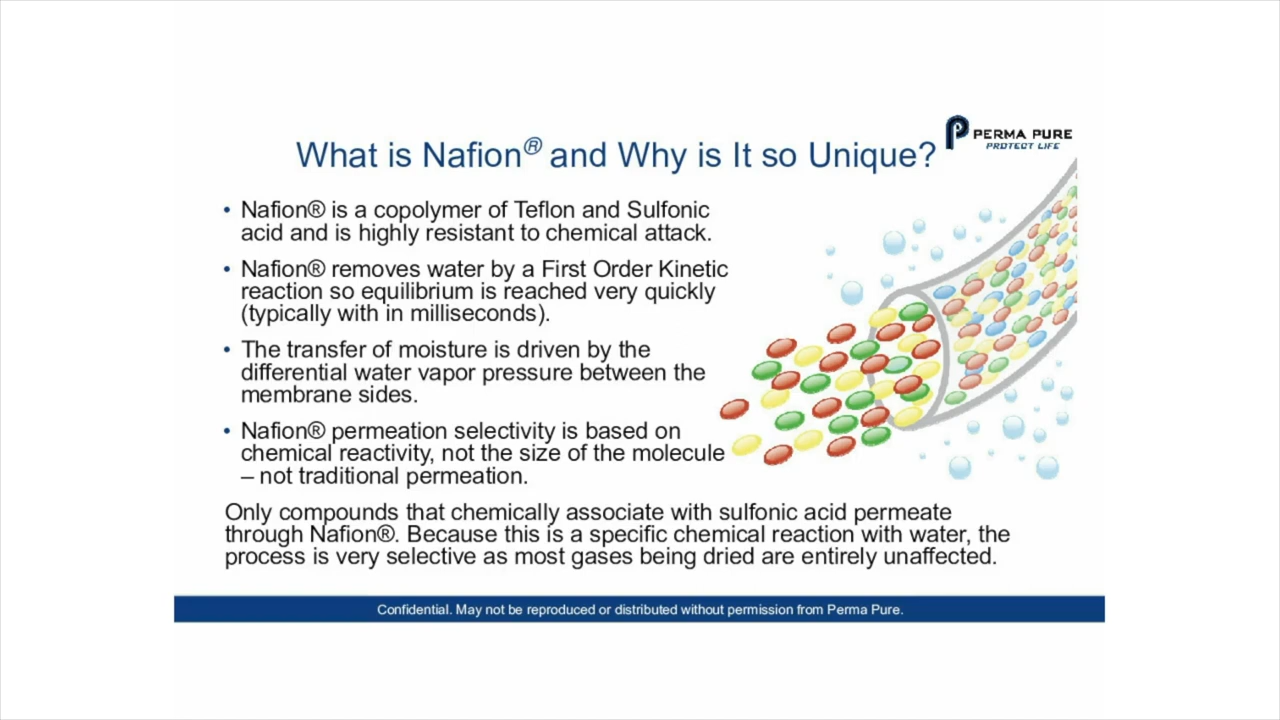 PERMA PURE
PROTECT LIFE
What is Nafion® and Why is It so Unique?
• Nafion® is a copolymer of Teflon and Sulfonic
acid and is highly resistant to chemical attack.
• Nafion® removes water by a First Order Kinetic
reaction so equilibrium is reached very quickly
(typically with in milliseconds).
• The transfer of moisture is driven by the
differential water vapor pressure between the
membrane sides.
• Nafion® permeation selectivity is based on
chemical reactivity, not the size of the molecule
– not traditional permeation.
Only compounds that chemically associate with sulfonic acid permeate
through Nafion®. Because this is a specific chemical reaction with water, the
process is very selective as most gases being dried are entirely unaffected.
Confidential. May not be reproduced or distributed without permission from Perma Pure.